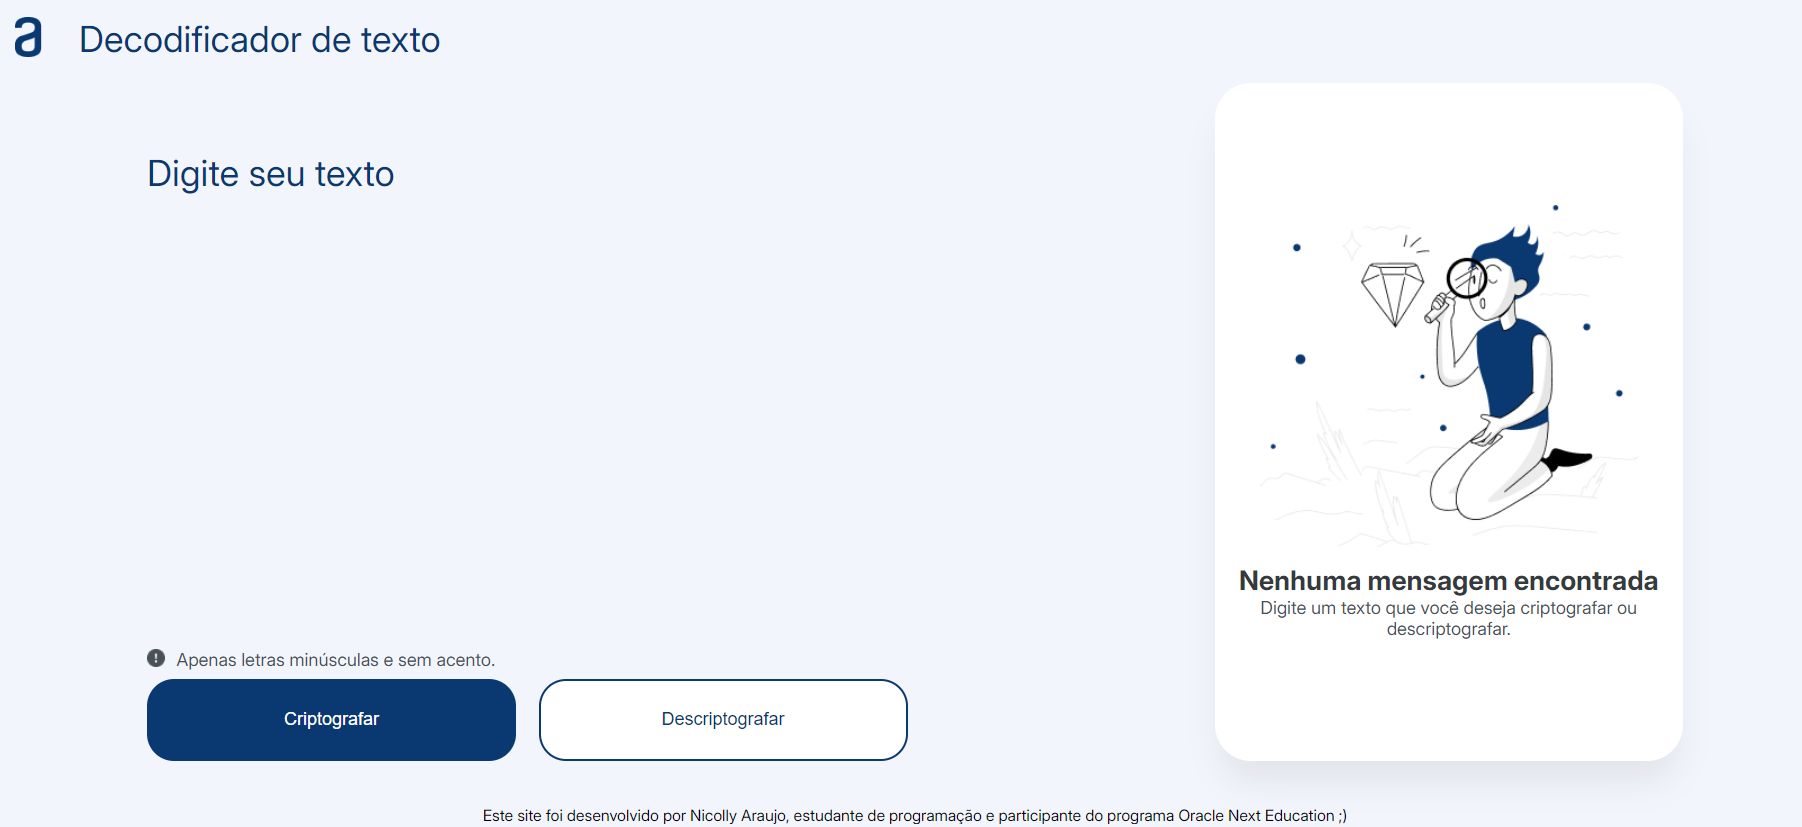 a Decodificador de texto
Digite seu texto
Nenhuma mensagem encontrada
Digite um texto que você deseja criptografar ou
descriptografar.
Apenas letras minúsculas e sem acento.
Criptografar
Descriptografar
Este site foi desenvolvido por Nicolly Araujo, estudante de programação e participante do programa Oracle Next Education ;)